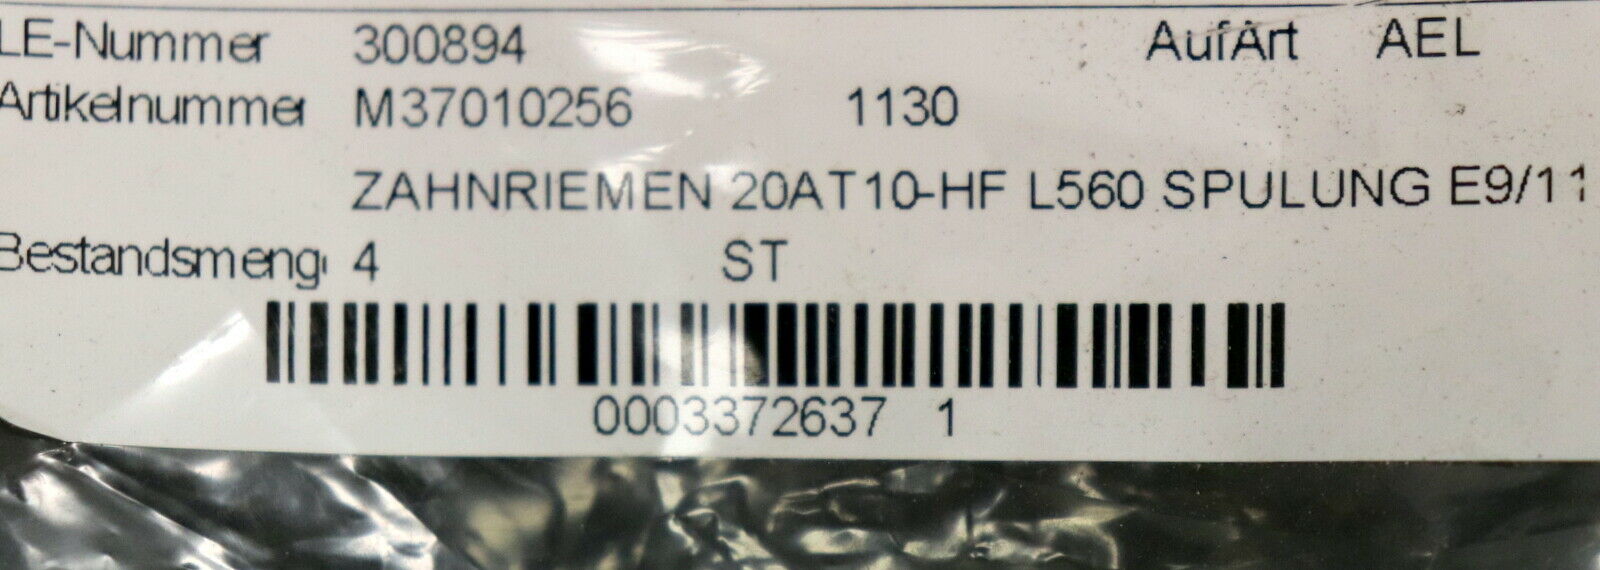 LE-Nummer 300894 AufArt AEL
Artikelnummer M37010256 1130
ZAHNRIEMEN 20AT10-HF L560 SPULUNG E9/11
Bestandsmeng 4 ST
0003372637 1